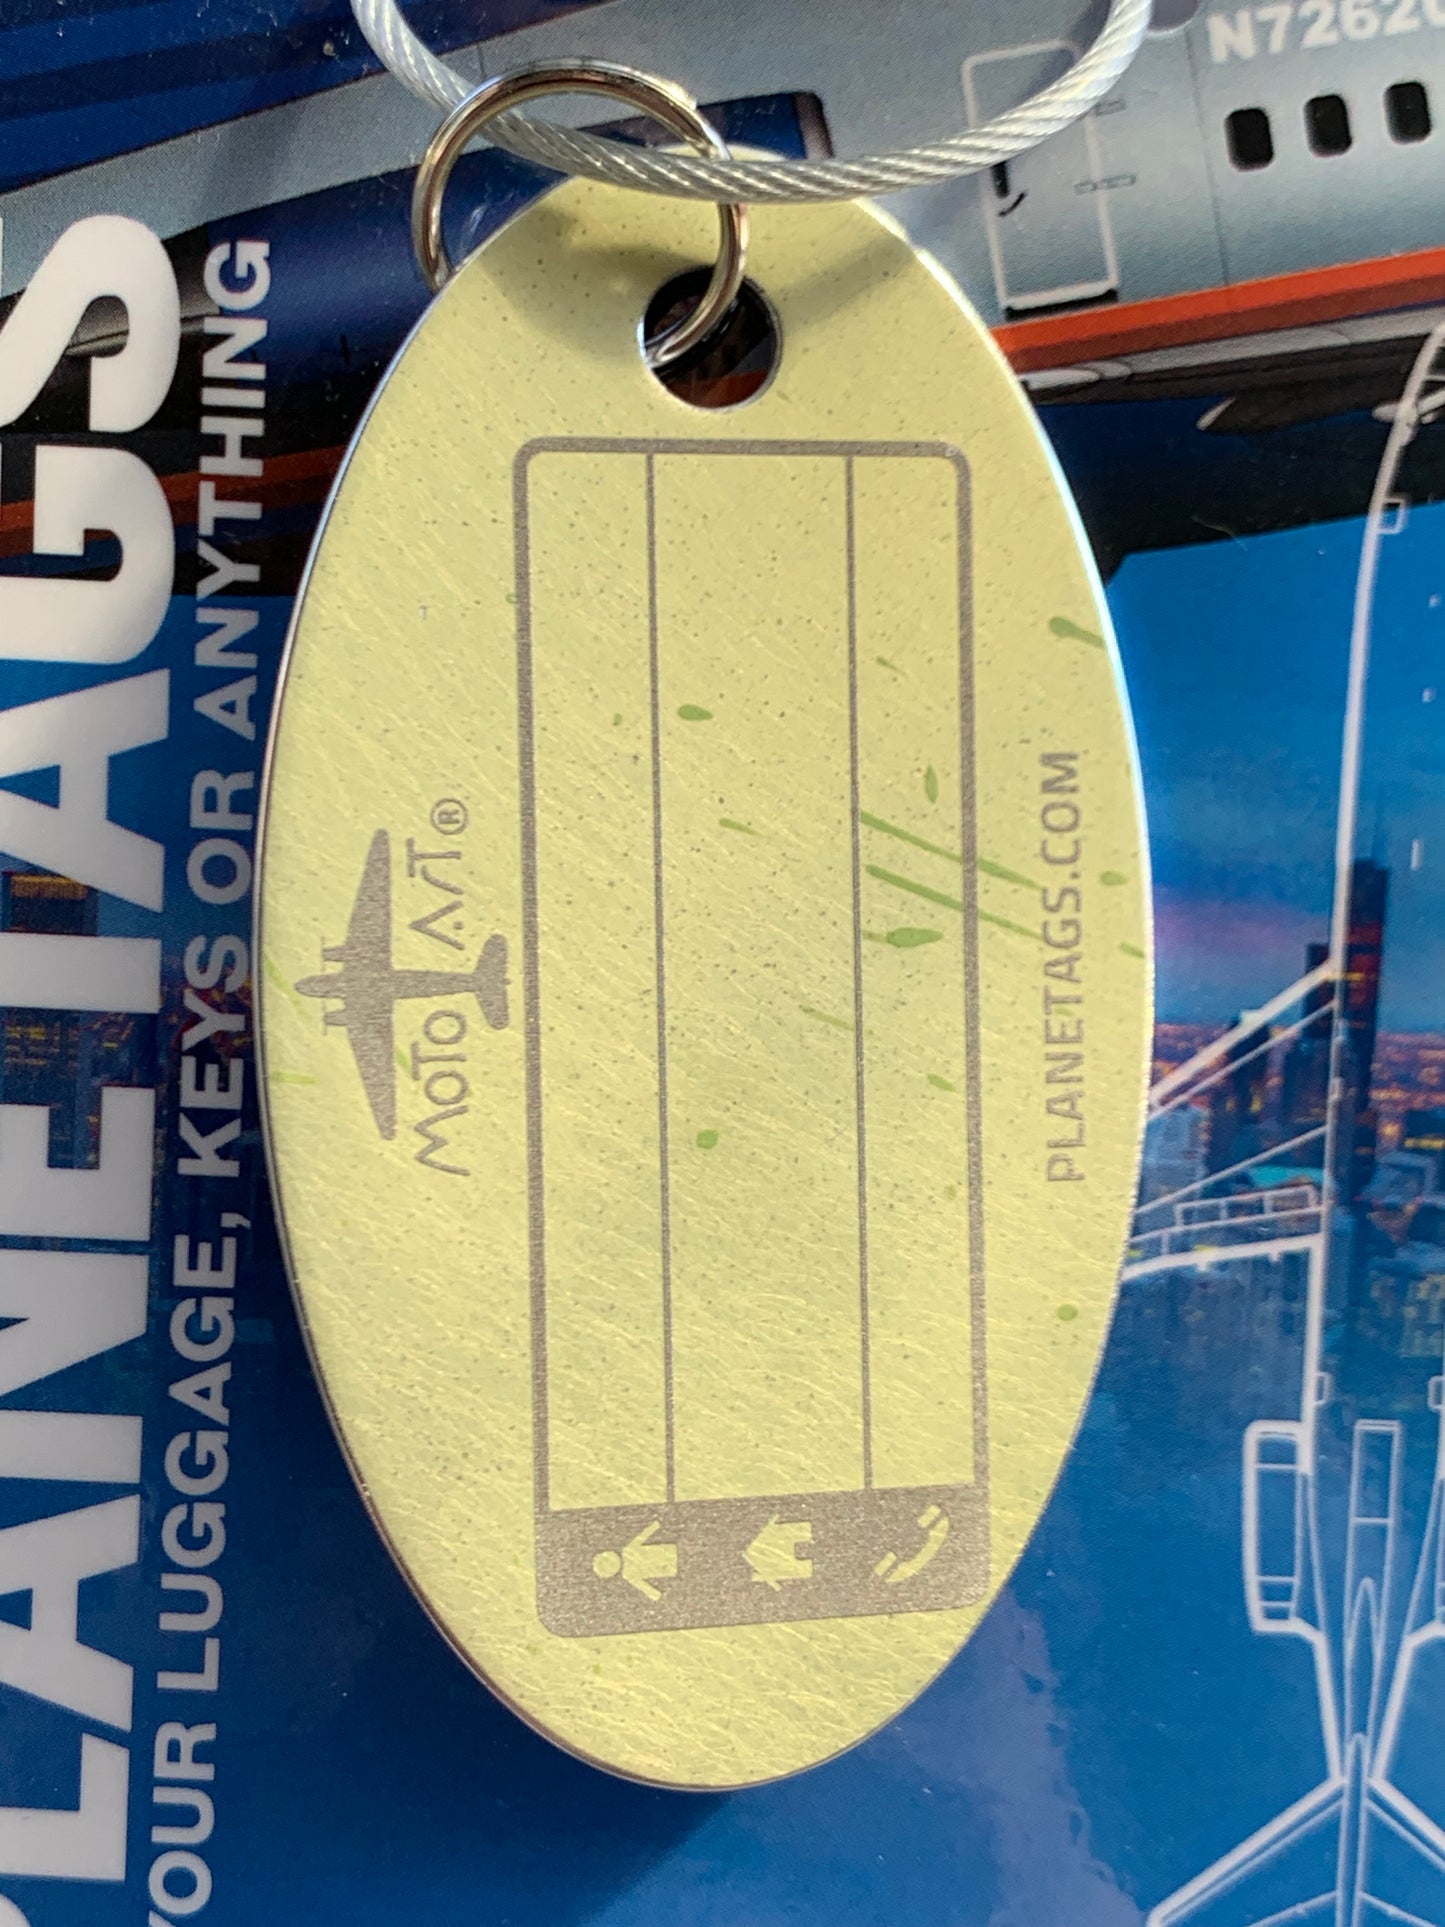 N7262
PLANETAGS
YOUR LUGGAGE, KEYS OR ANYTHING
MOTO ART®
PLANETAGS.COM